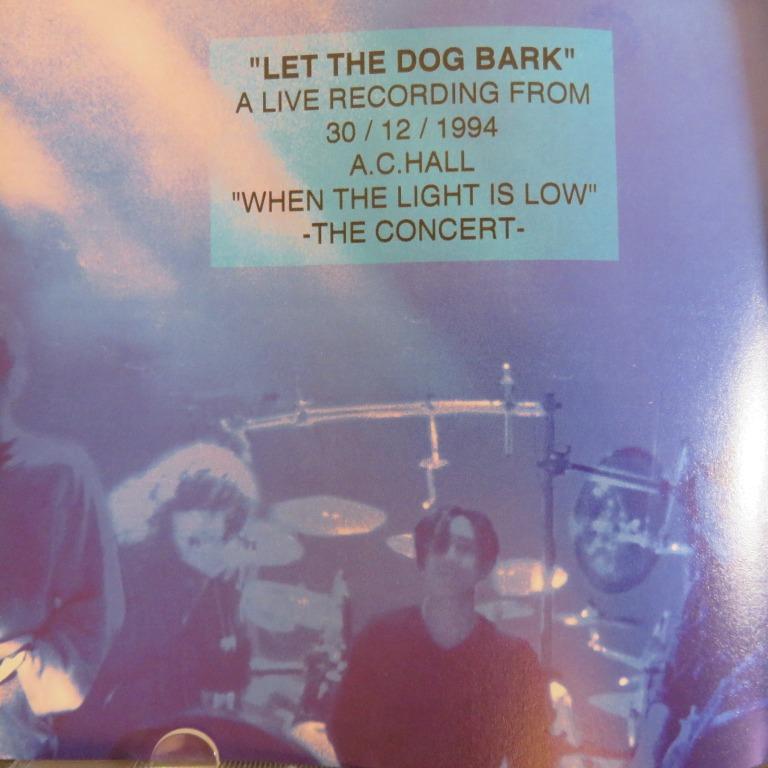 "LET THE DOG BARK"
A LIVE RECORDING FROM
30 / 12 / 1994
A.C.HALL
"WHEN THE LIGHT IS LOW"
-THE CONCERT-